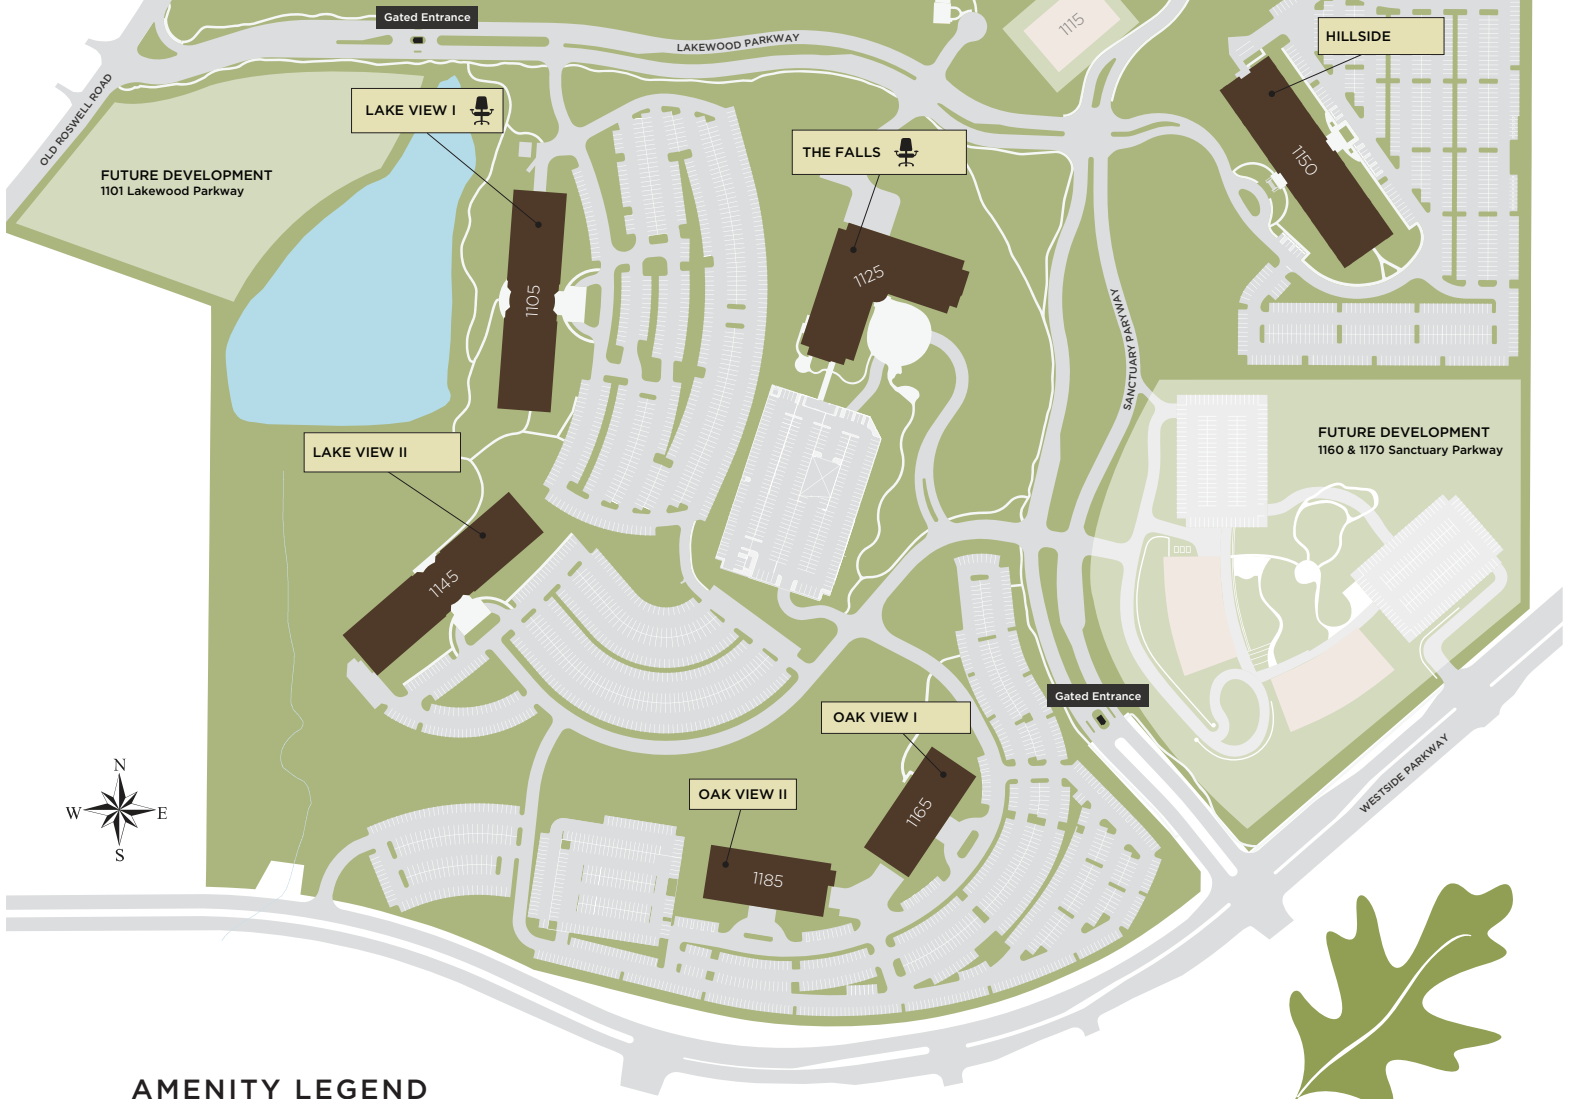 Gated Entrance
1115
HILLSIDE
LAKEWOOD PARKWAY
OLD ROSWELL ROAD
LAKE VIEW I
THE FALLS
1150
FUTURE DEVELOPMENT
1101 Lakewood Parkway
1125
1105
SANCTUARY PARYWAY
FUTURE DEVELOPMENT
1160 & 1170 Sanctuary Parkway
LAKE VIEW II
1145
Gated Entrance
OAK VIEW I
WESTSIDE PARKWAY
N
W
E
S
OAK VIEW II
1165
1185
AMENITY LEGEND